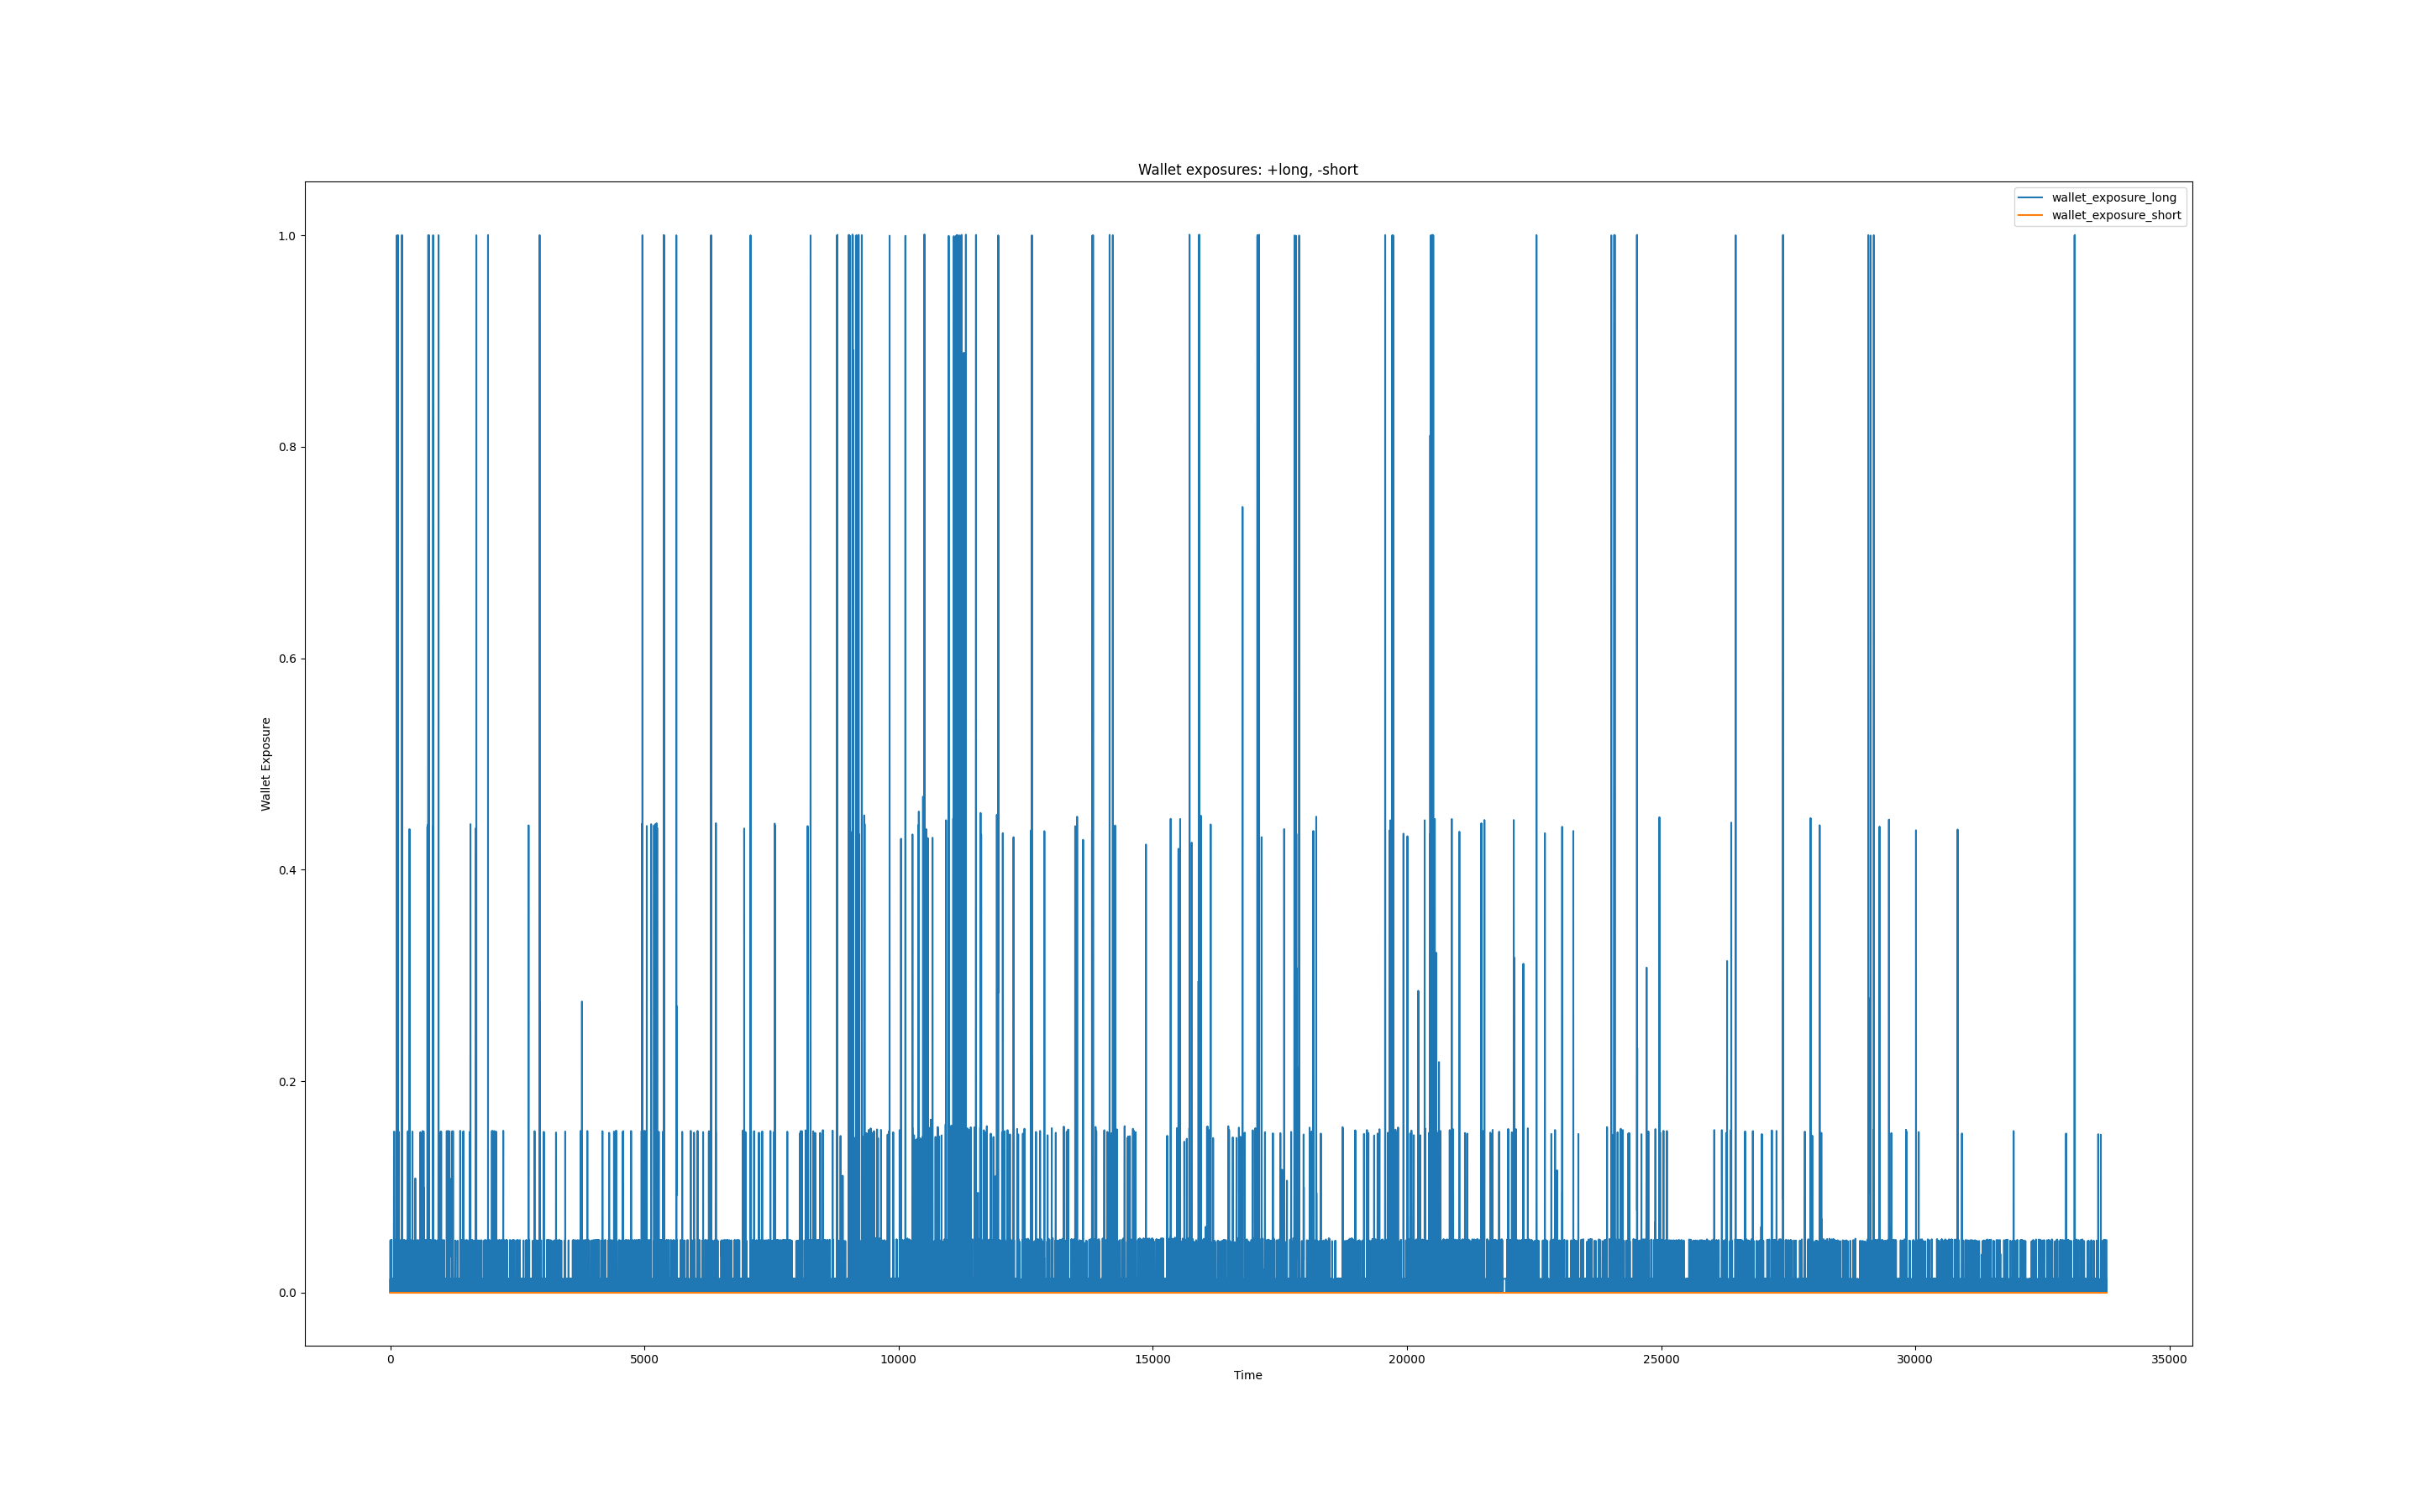 Wallet exposures: +long, -short
wallet_exposure_long
wallet_exposure_short
1.0
0.8
0.6
0.4
0.2
0.0
Wallet Exposure
0 5000 10000 15000 20000 25000 30000 35000
Time